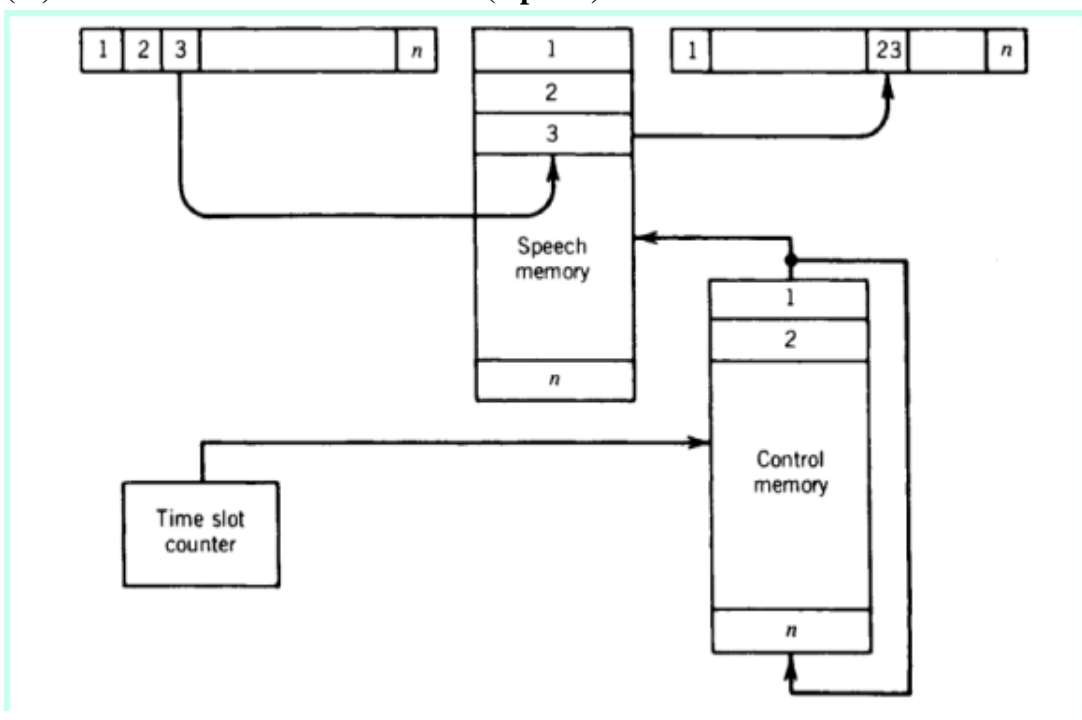 1 2 3 n
1
2
3
Speech
memory
n
1 23 n
1
2
Control
memory
n
Time slot
counter